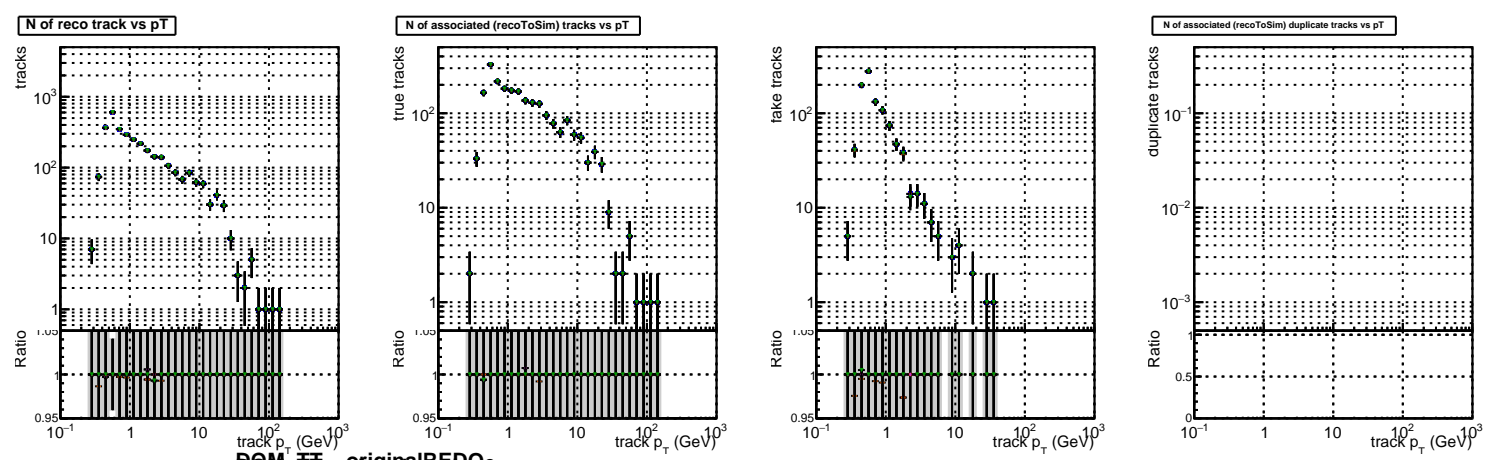 N of reco track vs pT
N of associated (recoToSim) tracks vs pT
N of associated (recoToSim) duplicate tracks vs pT
tracks
10³
10²
10
1
Ratio
1.05
1
0.95
10⁻¹ 1 10 10² 10³
track p_T (GeV)
true tracks
10²
10
1
Ratio
1.05
1
0.95
10⁻¹ 1 10 10² 10³
track p_T (GeV)
fake tracks
10²
10
1
Ratio
1.05
1
0.95
10⁻¹ 1 10 10² 10³
track p_T (GeV)
duplicate tracks
10⁻¹
10⁻²
10⁻³
Ratio
1
0.5
0
10⁻¹ 1 10 10² 10³
track p_T (GeV)